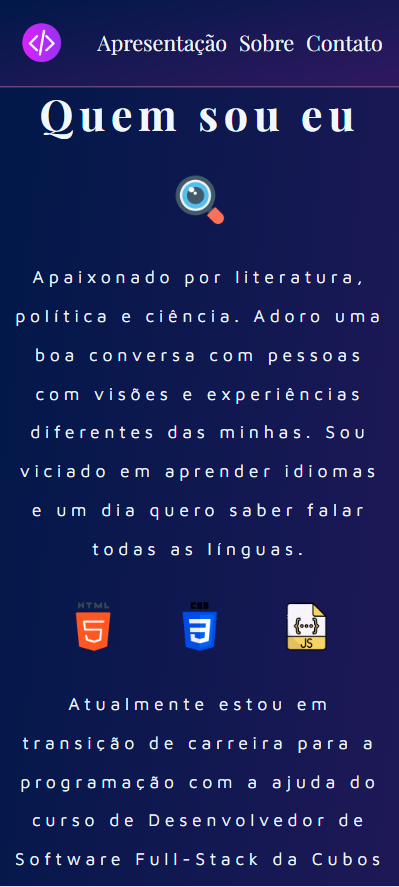 </>
Apresentação Sobre Contato
Quem sou eu
Apaixonado por literatura,
política e ciência. Adoro uma
boa conversa com pessoas
com visões e experiências
diferentes das minhas. Sou
viciado em aprender idiomas
e um dia quero saber falar
todas as línguas.
HTML CSS {...}
5 3 JS
Atualmente estou em
transição de carreira para a
programação com a ajuda do
curso de Desenvolvedor de
Software Full-Stack da Cubos